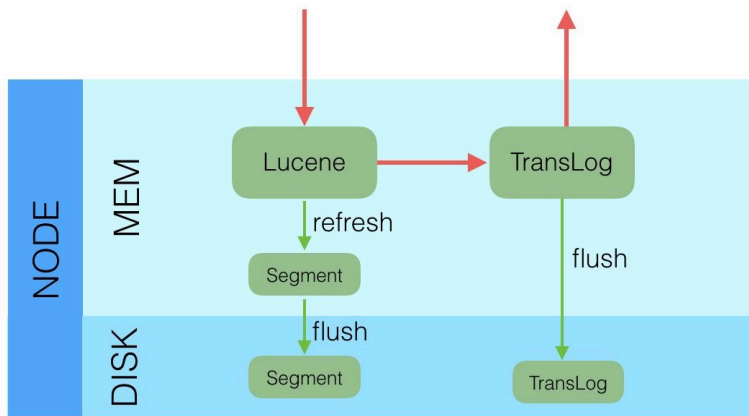 NODE
MEM
Lucene
TransLog
refresh
Segment
flush
flush
DISK
Segment
TransLog